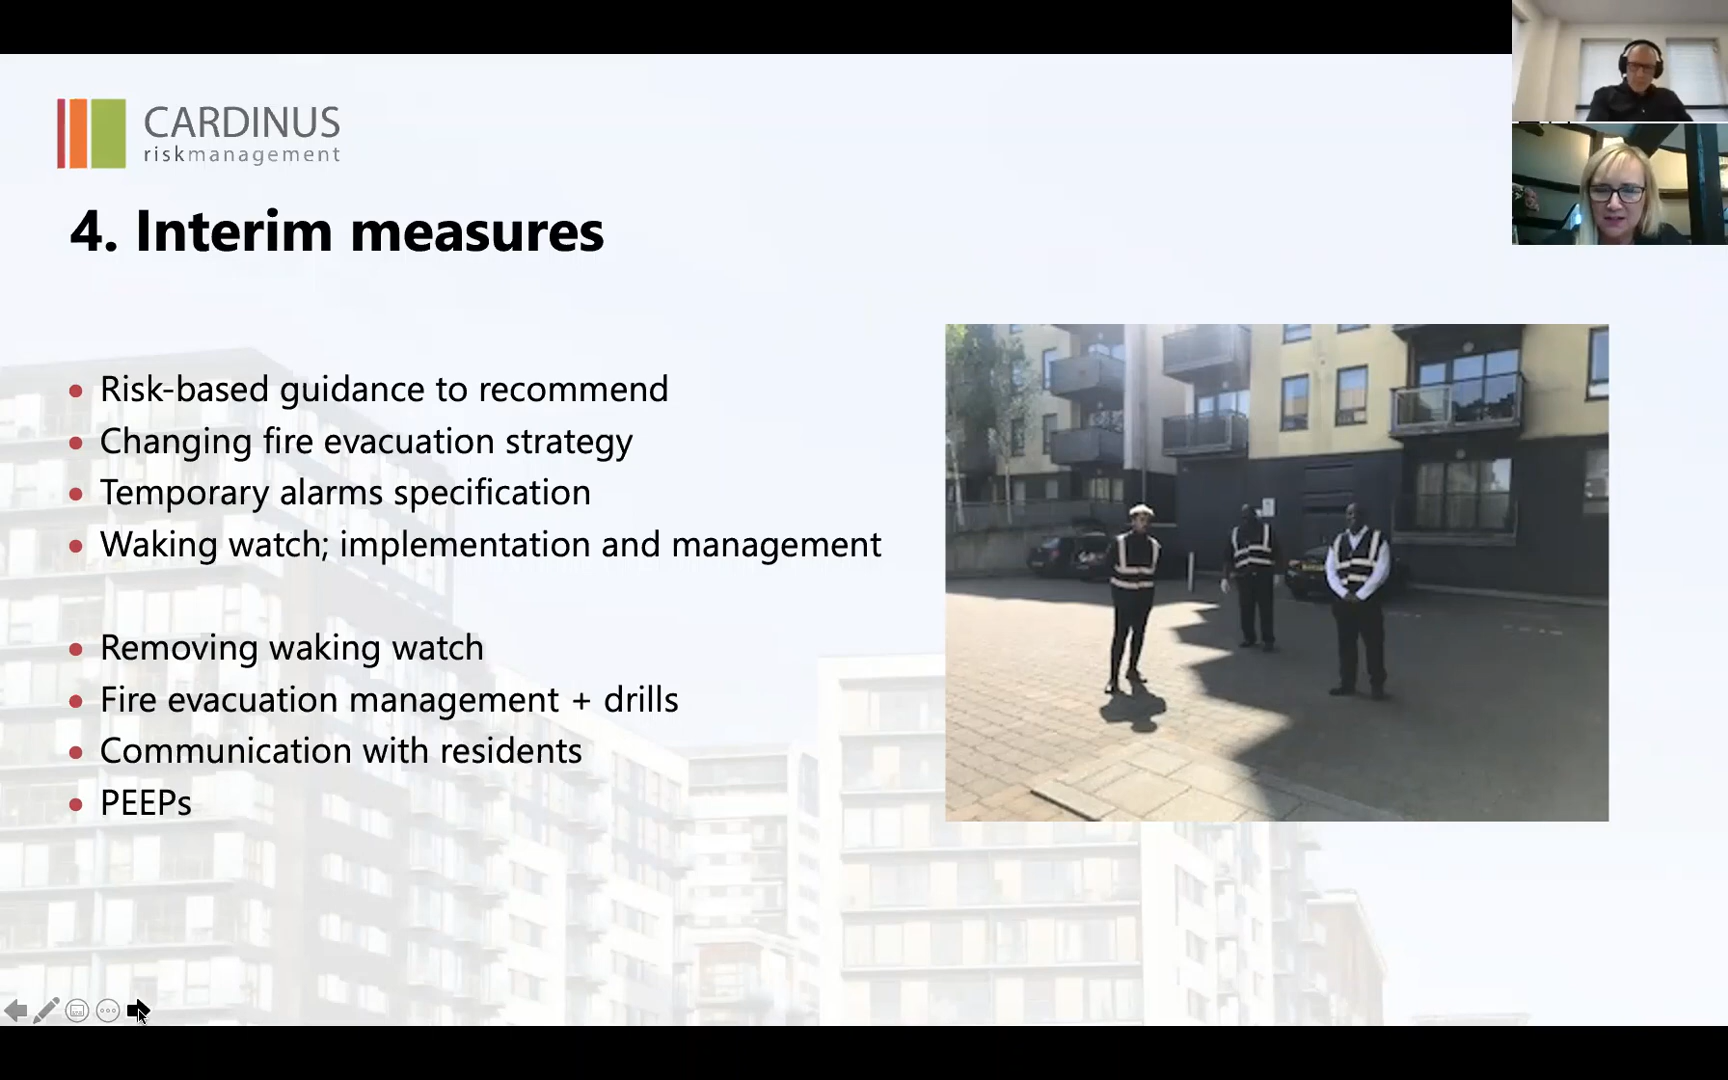 CARDINUS
riskmanagement
4. Interim measures
Risk-based guidance to recommend
Changing fire evacuation strategy
Temporary alarms specification
Waking watch; implementation and management
Removing waking watch
Fire evacuation management + drills
Communication with residents
PEEPs